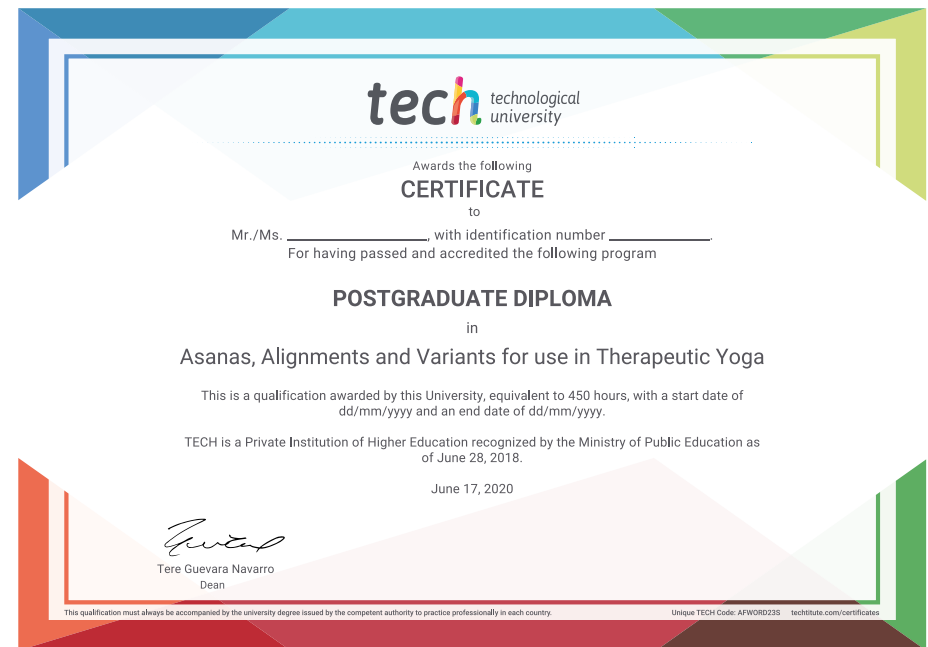 tech technological
university
Awards the following
CERTIFICATE
to
Mr./Ms. ____________________, with identification number ______________.
For having passed and accredited the following program
POSTGRADUATE DIPLOMA
in
Asanas, Alignments and Variants for use in Therapeutic Yoga
This is a qualification awarded by this University, equivalent to 450 hours, with a start date of
dd/mm/yyyy and an end date of dd/mm/yyyy.
TECH is a Private Institution of Higher Education recognized by the Ministry of Public Education as
of June 28, 2018.
June 17, 2020
Tere Guevara Navarro
Dean
This qualification must always be accompanied by the university degree issued by the competent authority to practice professionally in each country.
Unique TECH Code: AFWORD23S techtitute.com/certificates